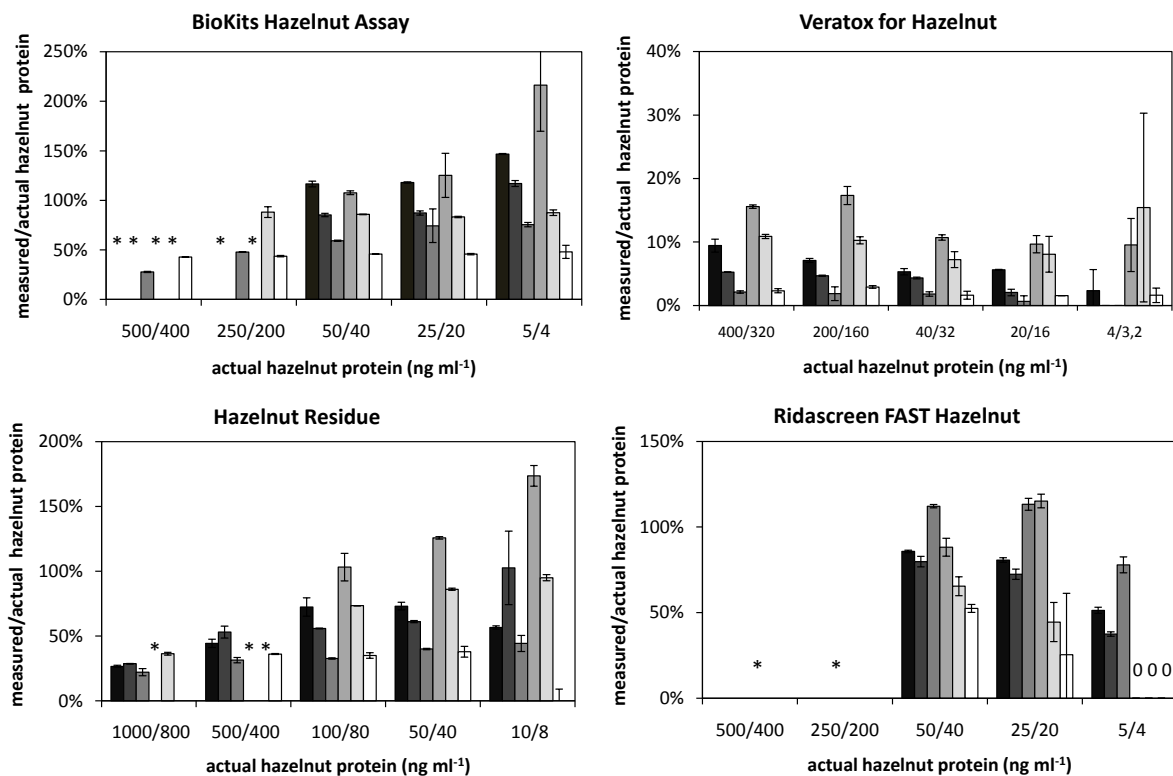 BioKits Hazelnut Assay
measured/actual hazelnut protein
250%
200%
150%
100%
50%
0%
* * * *
* *
500/400 250/200 50/40 25/20 5/4
actual hazelnut protein (ng ml-1)
Veratox for Hazelnut
measured/actual hazelnut protein
40%
30%
20%
10%
0%
400/320 200/160 40/32 20/16 4/3,2
actual hazelnut protein (ng ml-1)
Hazelnut Residue
measured/actual hazelnut protein
200%
150%
100%
50%
0%
*
* *
1000/800 500/400 100/80 50/40 10/8
actual hazelnut protein (ng ml-1)
Ridascreen FAST Hazelnut
measured/actual hazelnut protein
150%
100%
50%
0%
* *
0 0 0
500/400 250/200 50/40 25/20 5/4
actual hazelnut protein (ng ml-1)